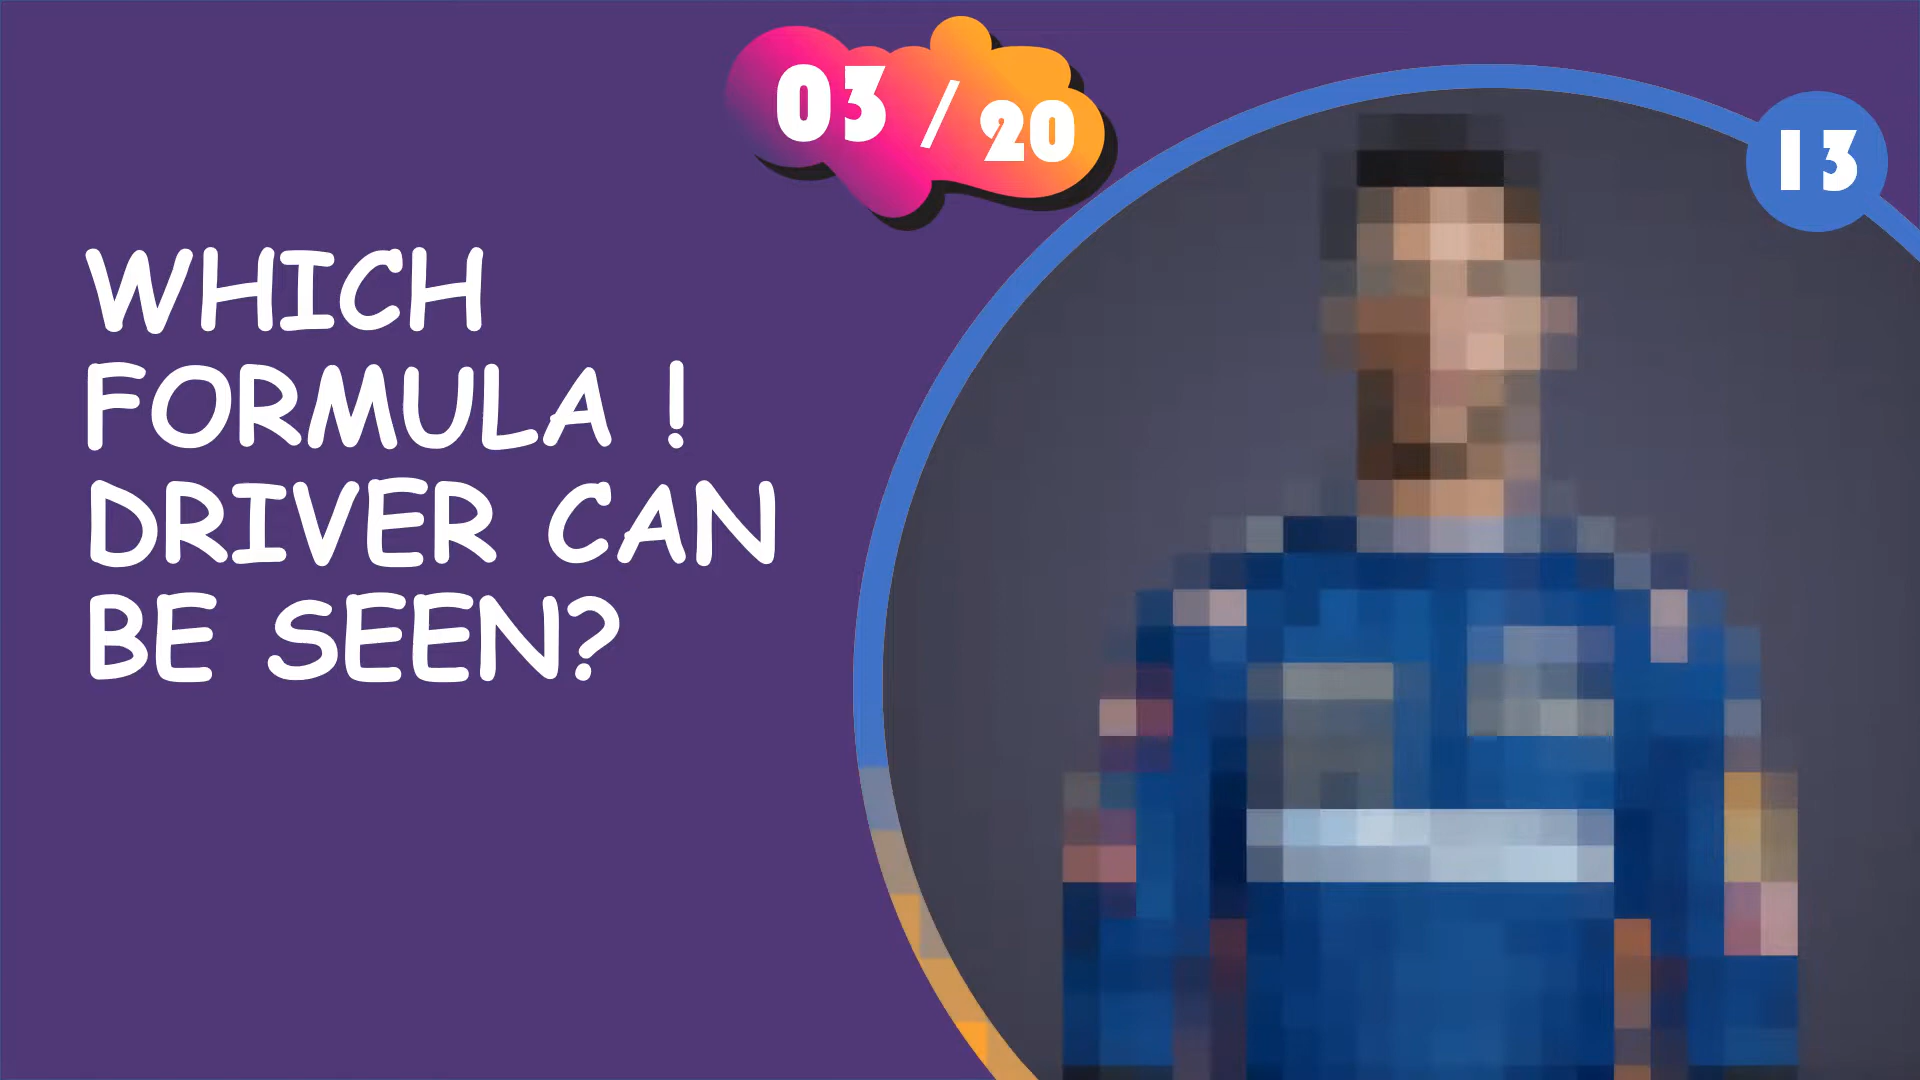 03 / 20
13
WHICH
FORMULA !
DRIVER CAN
BE SEEN?